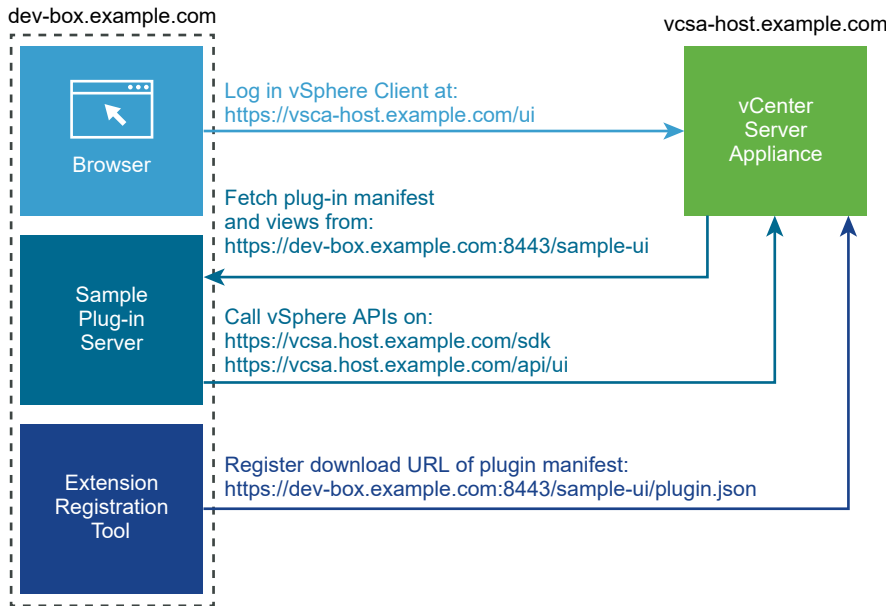 dev-box.example.com
vcsa-host.example.com
Browser
Log in vSphere Client at:
https://vsca-host.example.com/ui
vCenter
Server
Appliance
Fetch plug-in manifest
and views from:
https://dev-box.example.com:8443/sample-ui
Sample
Plug-in
Server
Call vSphere APIs on:
https://vcsa.host.example.com/sdk
https://vcsa.host.example.com/api/ui
Extension
Registration
Tool
Register download URL of plugin manifest:
https://dev-box.example.com:8443/sample-ui/plugin.json